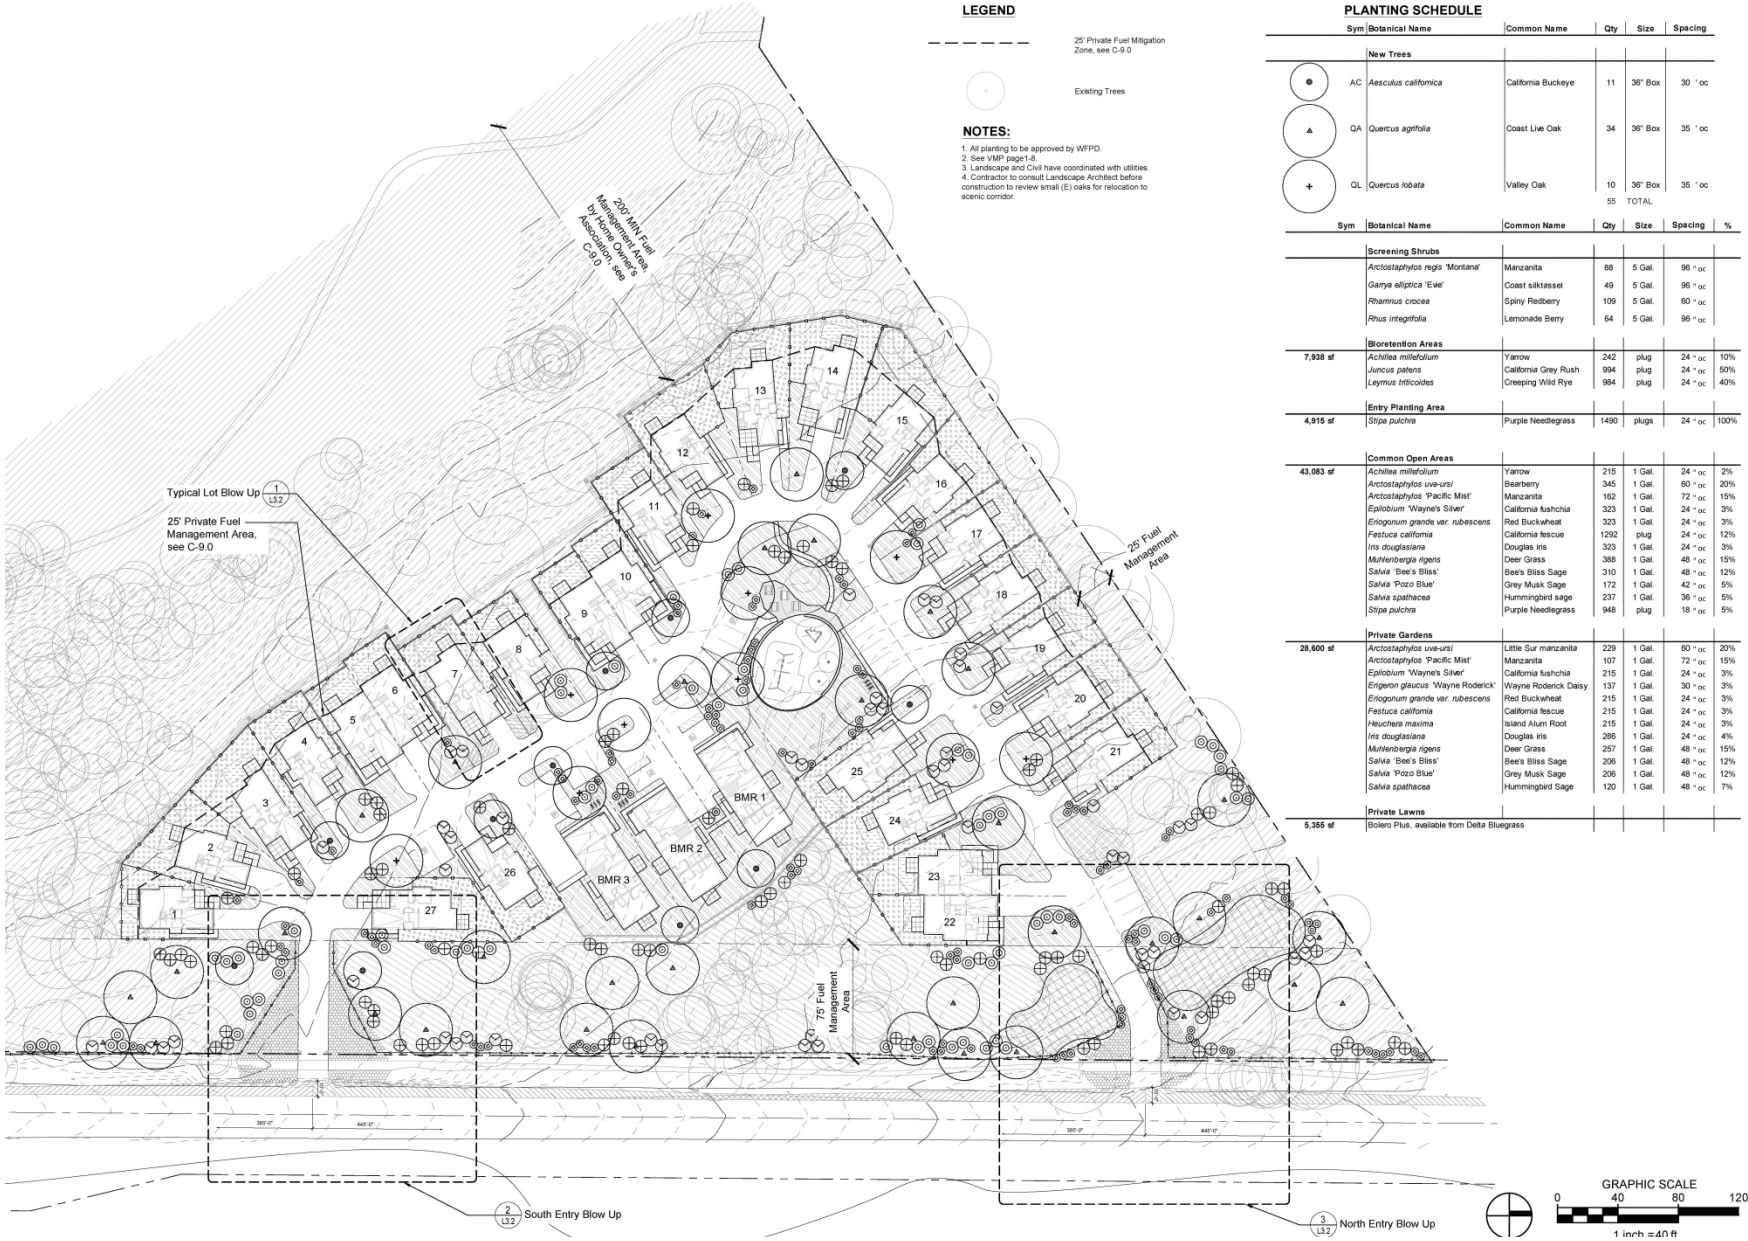 LEGEND
25' Private Fuel Mitigation
Zone, see C-9.0
Existing Trees
NOTES:
1. All planting to be approved by WFPD.
2. See VMP page1-8.
3. Landscape and Civil have coordinated with utilities.
4. Contractor to consult Landscape Architect before
construction to review small (E) oaks for relocation to
scenic corridor.
PLANTING SCHEDULE
Sym Botanical Name Common Name Qty Size Spacing
New Trees
AC Aesculus californica California Buckeye 11 36" Box 30 ' oc
QA Quercus agrifolia Coast Live Oak 34 36" Box 35 ' oc
QL Quercus lobata Valley Oak 10 36" Box 35 ' oc
55 TOTAL
Sym Botanical Name Common Name Qty Size Spacing %
Screening Shrubs
Arctostaphylos regis 'Montana' Manzanita 88 5 Gal. 96 " oc
Garrya elliptica 'Evie' Coast silktassel 49 5 Gal. 96 " oc
Rhamnus crocea Spiny Redberry 109 5 Gal. 60 " oc
Rhus integrifolia Lemonade Berry 64 5 Gal. 96 " oc
Bioretention Areas
7,938 sf Achillea millefolium Yarrow 242 plug 24 " oc 10%
Juncus patens California Grey Rush 994 plug 24 " oc 50%
Leymus triticoides Creeping Wild Rye 984 plug 24 " oc 40%
Entry Planting Area
4,915 sf Stipa pulchra Purple Needlegrass 1490 plugs 24 " oc 100%
Common Open Areas
43,083 sf Achillea millefolium Yarrow 215 1 Gal. 24 " oc 2%
Arctostaphylos uva-ursi Bearberry 345 1 Gal. 60 " oc 20%
Arctostaphylos 'Pacific Mist' Manzanita 162 1 Gal. 72 " oc 15%
Epilobium 'Wayne's Silver' California fushchia 323 1 Gal. 24 " oc 3%
Eriogonum grande var. rubescens Red Buckwheat 323 1 Gal. 24 " oc 3%
Festuca california California fescue 1292 plug 24 " oc 12%
Iris douglasiana Douglas iris 323 1 Gal. 24 " oc 3%
Muhlenbergia rigens Deer Grass 388 1 Gal. 48 " oc 15%
Salvia 'Bee's Bliss' Bee's Bliss Sage 310 1 Gal. 48 " oc 12%
Salvia 'Pozo Blue' Grey Musk Sage 172 1 Gal. 42 " oc 5%
Salvia spathacea Hummingbird sage 237 1 Gal. 36 " oc 5%
Stipa pulchra Purple Needlegrass 948 plug 18 " oc 5%
Private Gardens
28,600 sf Arctostaphylos uva-ursi Little Sur manzanita 229 1 Gal. 60 " oc 20%
Arctostaphylos 'Pacific Mist' Manzanita 107 1 Gal. 72 " oc 15%
Epilobium 'Wayne's Silver' California fushchia 215 1 Gal. 24 " oc 3%
Erigeron glaucus 'Wayne Roderick' Wayne Roderick Daisy 137 1 Gal. 30 " oc 3%
Eriogonum grande var. rubescens Red Buckwheat 215 1 Gal. 24 " oc 3%
Festuca california California fescue 215 1 Gal. 24 " oc 3%
Heuchera maxima Island Alum Root 215 1 Gal. 24 " oc 3%
Iris douglasiana Douglas iris 286 1 Gal. 24 " oc 4%
Muhlenbergia rigens Deer Grass 257 1 Gal. 48 " oc 15%
Salvia 'Bee's Bliss' Bee's Bliss Sage 206 1 Gal. 48 " oc 12%
Salvia 'Pozo Blue' Grey Musk Sage 206 1 Gal. 48 " oc 12%
Salvia spathacea Hummingbird Sage 120 1 Gal. 48 " oc 7%
Private Lawns
5,355 sf Bolero Plus, available from Delta Bluegrass
200' MIN Fuel
Management Area,
by Home Owner's
Association, see
C-9.0
Typical Lot Blow Up
1
L3.2
25' Private Fuel
Management Area,
see C-9.0
25' Fuel
Management
Area
75' Fuel
Management
Area
1
2
3
4
5
6
7
8
9
10
11
12
13
14
15
16
17
18
19
20
21
22
23
24
25
26
27
BMR 1
BMR 2
BMR 3
385'-0" 445'-0"
385'-0" 445'-0"
2
L3.2
South Entry Blow Up
3
L3.2
North Entry Blow Up
GRAPHIC SCALE
0 40 80 120
1 inch =40 ft